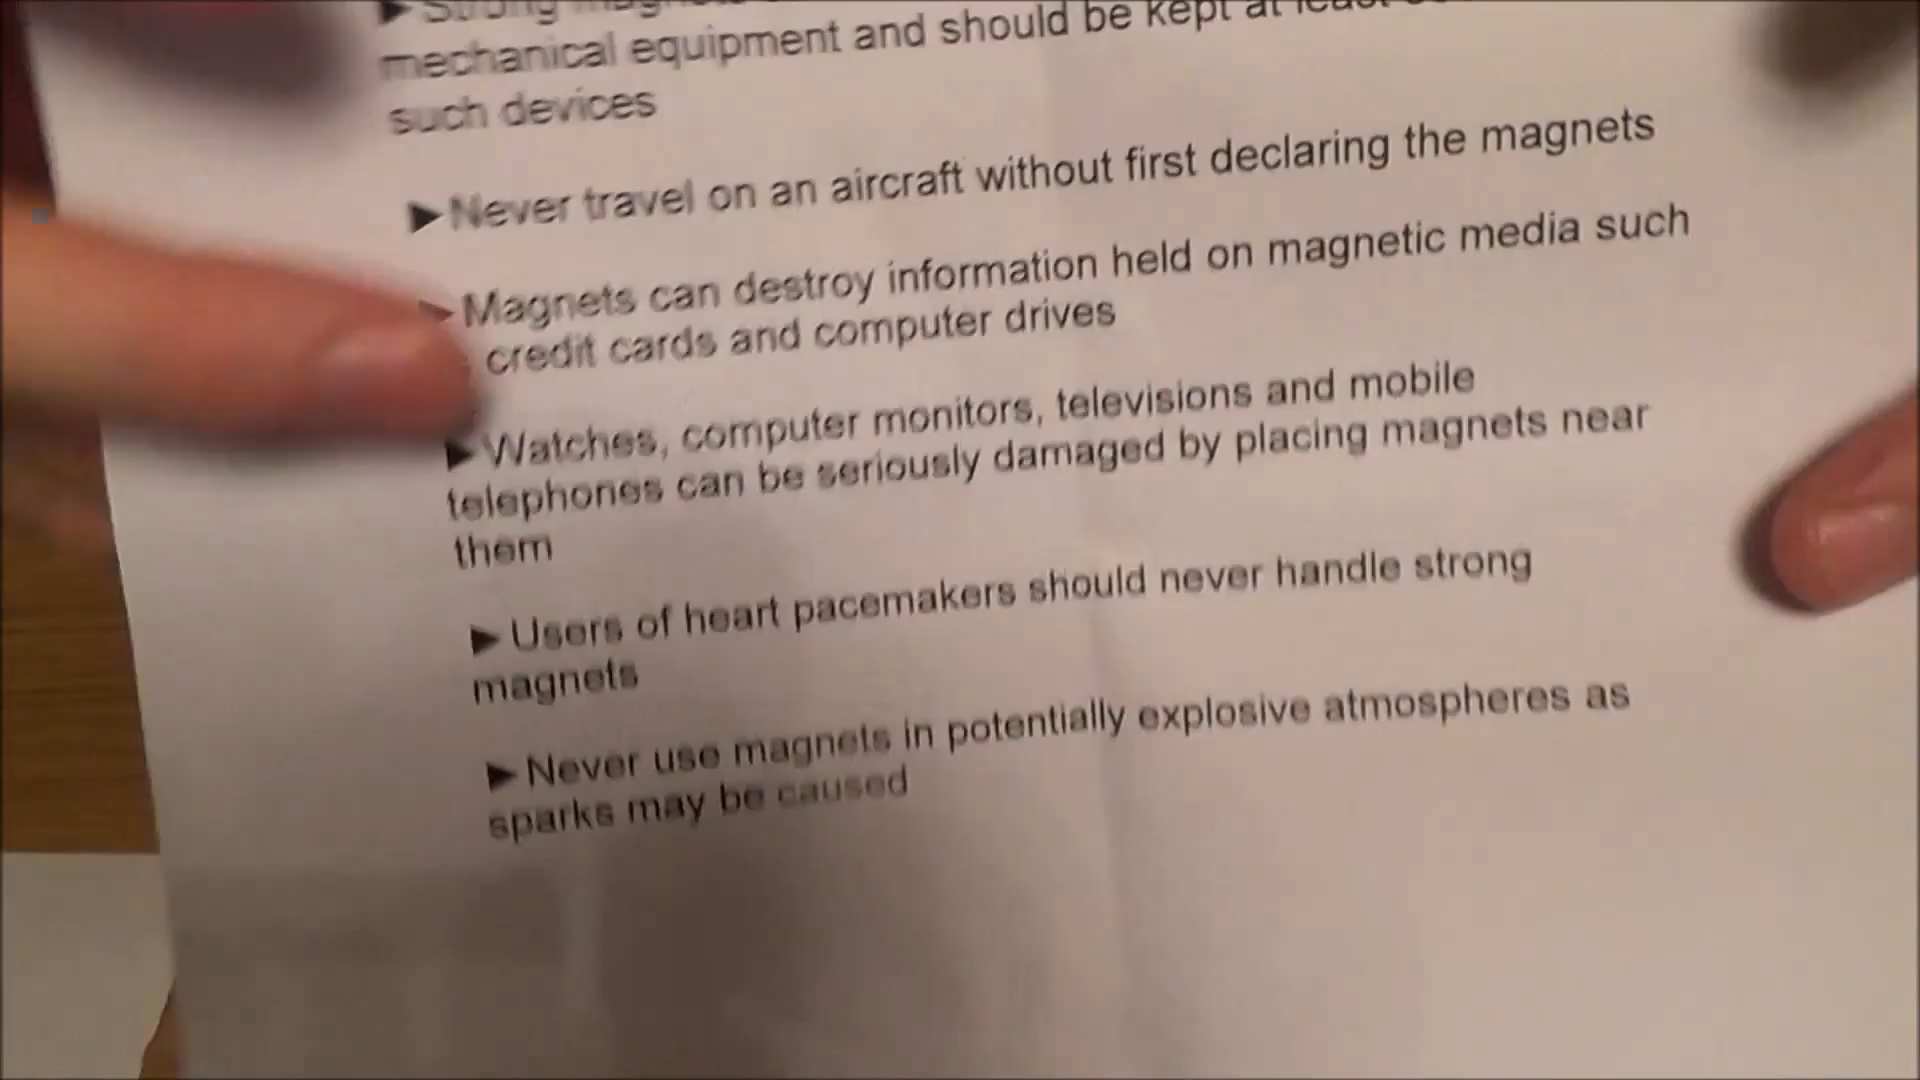 ▶ Strong
mechanical equipment and should be kept at least
such devices
▶ Never travel on an aircraft without first declaring the magnets
▶ Magnets can destroy information held on magnetic media such
credit cards and computer drives
▶ Watches, computer monitors, televisions and mobile
telephones can be seriously damaged by placing magnets near
them
▶ Users of heart pacemakers should never handle strong
magnets
▶ Never use magnets in potentially explosive atmospheres as
sparks may be caused